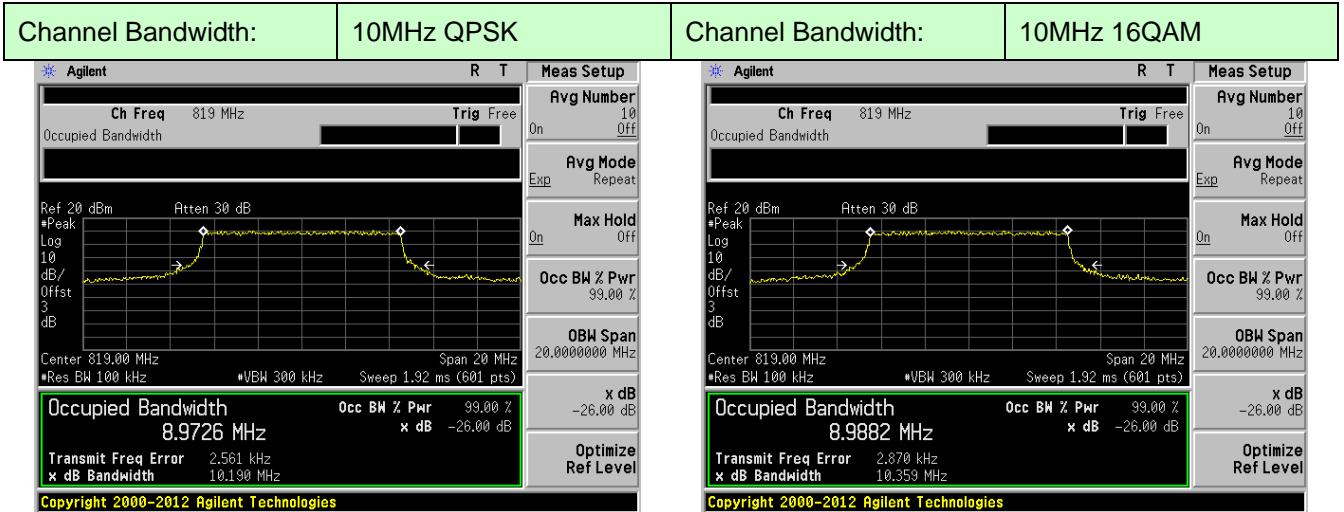 Channel Bandwidth: 10MHz QPSK
Agilent R T Meas Setup
Ch Freq 819 MHz Trig Free
Occupied Bandwidth
Avg Number
10
On Off
Avg Mode
Exp Repeat
Ref 20 dBm Atten 30 dB
#Peak
Log
10
dB/
Offst
3
dB
Max Hold
On Off
Occ BW % Pwr
99.00 %
OBW Span
20.0000000 MHz
Center 819.00 MHz Span 20 MHz
#Res BW 100 kHz #VBW 300 kHz Sweep 1.92 ms (601 pts)
x dB
-26.00 dB
Occupied Bandwidth Occ BW % Pwr 99.00 %
8.9726 MHz x dB -26.00 dB
Transmit Freq Error 2.561 kHz
x dB Bandwidth 10.190 MHz
Optimize
Ref Level
Copyright 2000-2012 Agilent Technologies
Channel Bandwidth: 10MHz 16QAM
Agilent R T Meas Setup
Ch Freq 819 MHz Trig Free
Occupied Bandwidth
Avg Number
10
On Off
Avg Mode
Exp Repeat
Ref 20 dBm Atten 30 dB
#Peak
Log
10
dB/
Offst
3
dB
Max Hold
On Off
Occ BW % Pwr
99.00 %
OBW Span
20.0000000 MHz
Center 819.00 MHz Span 20 MHz
#Res BW 100 kHz #VBW 300 kHz Sweep 1.92 ms (601 pts)
x dB
-26.00 dB
Occupied Bandwidth Occ BW % Pwr 99.00 %
8.9882 MHz x dB -26.00 dB
Transmit Freq Error 2.870 kHz
x dB Bandwidth 10.359 MHz
Optimize
Ref Level
Copyright 2000-2012 Agilent Technologies